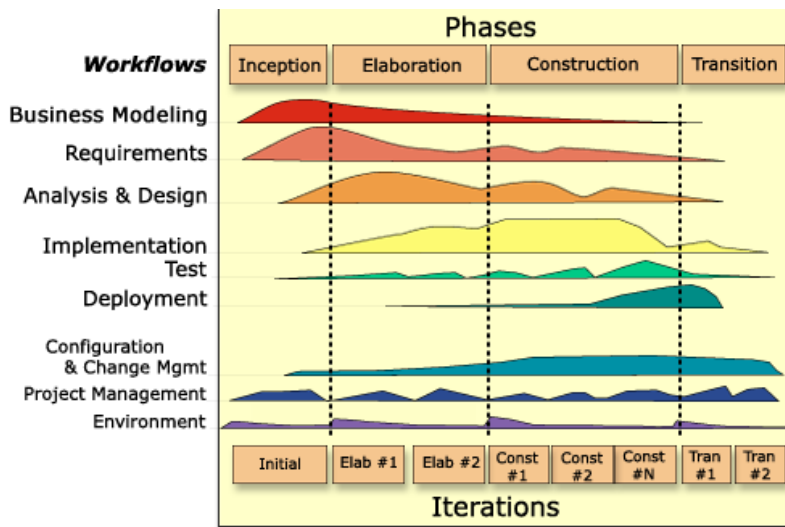 Phases
Workflows
Inception
Elaboration
Construction
Transition
Business Modeling
Requirements
Analysis & Design
Implementation
Test
Deployment
Configuration
& Change Mgmt
Project Management
Environment
Initial
Elab #1
Elab #2
Const
#1
Const
#2
Const
#N
Tran
#1
Tran
#2
Iterations